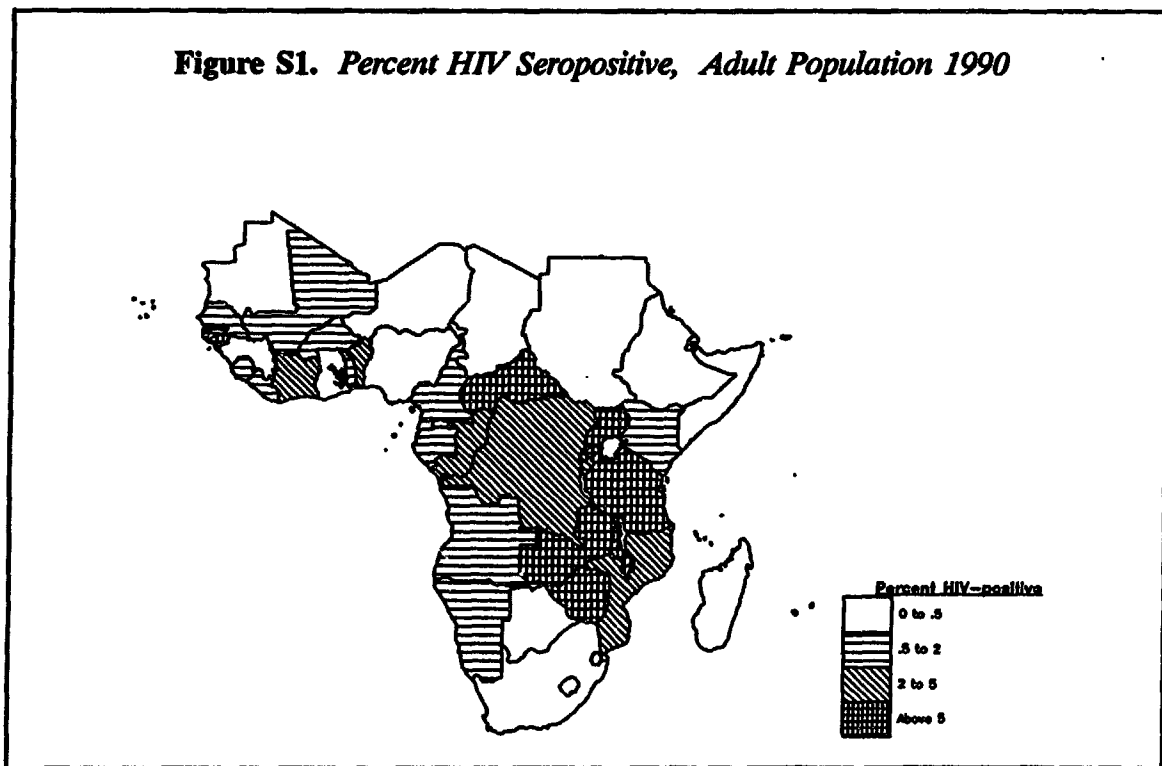 Figure S1. Percent HIV Seropositive, Adult Population 1990
Percent HIV-positive
0 to .5
.5 to 2
2 to 5
Above 5